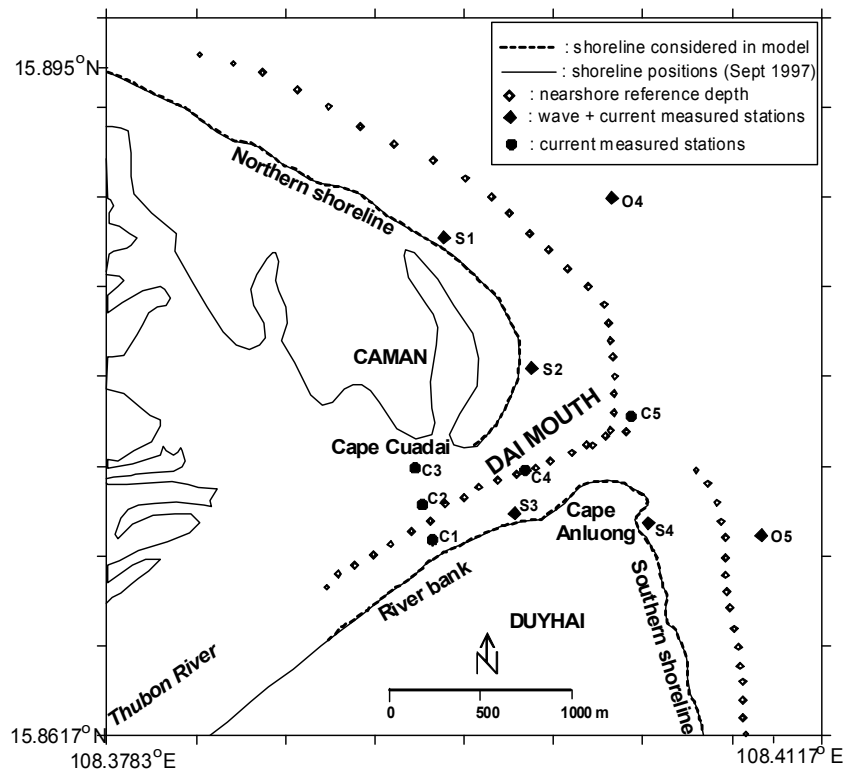 15.895°N
: shoreline considered in model
: shoreline positions (Sept 1997)
: nearshore reference depth
: wave + current measured stations
: current measured stations
Northern shoreline
O4
S1
CAMAN
S2
DAI MOUTH
C5
Cape Cuadai
C3
C4
C2
S3
Cape
Anluong
C1
S4
O5
River bank
Southern shoreline
DUYHAI
N
Thubon River
0 500 1000 m
15.8617°N
108.3783°E
108.4117°E